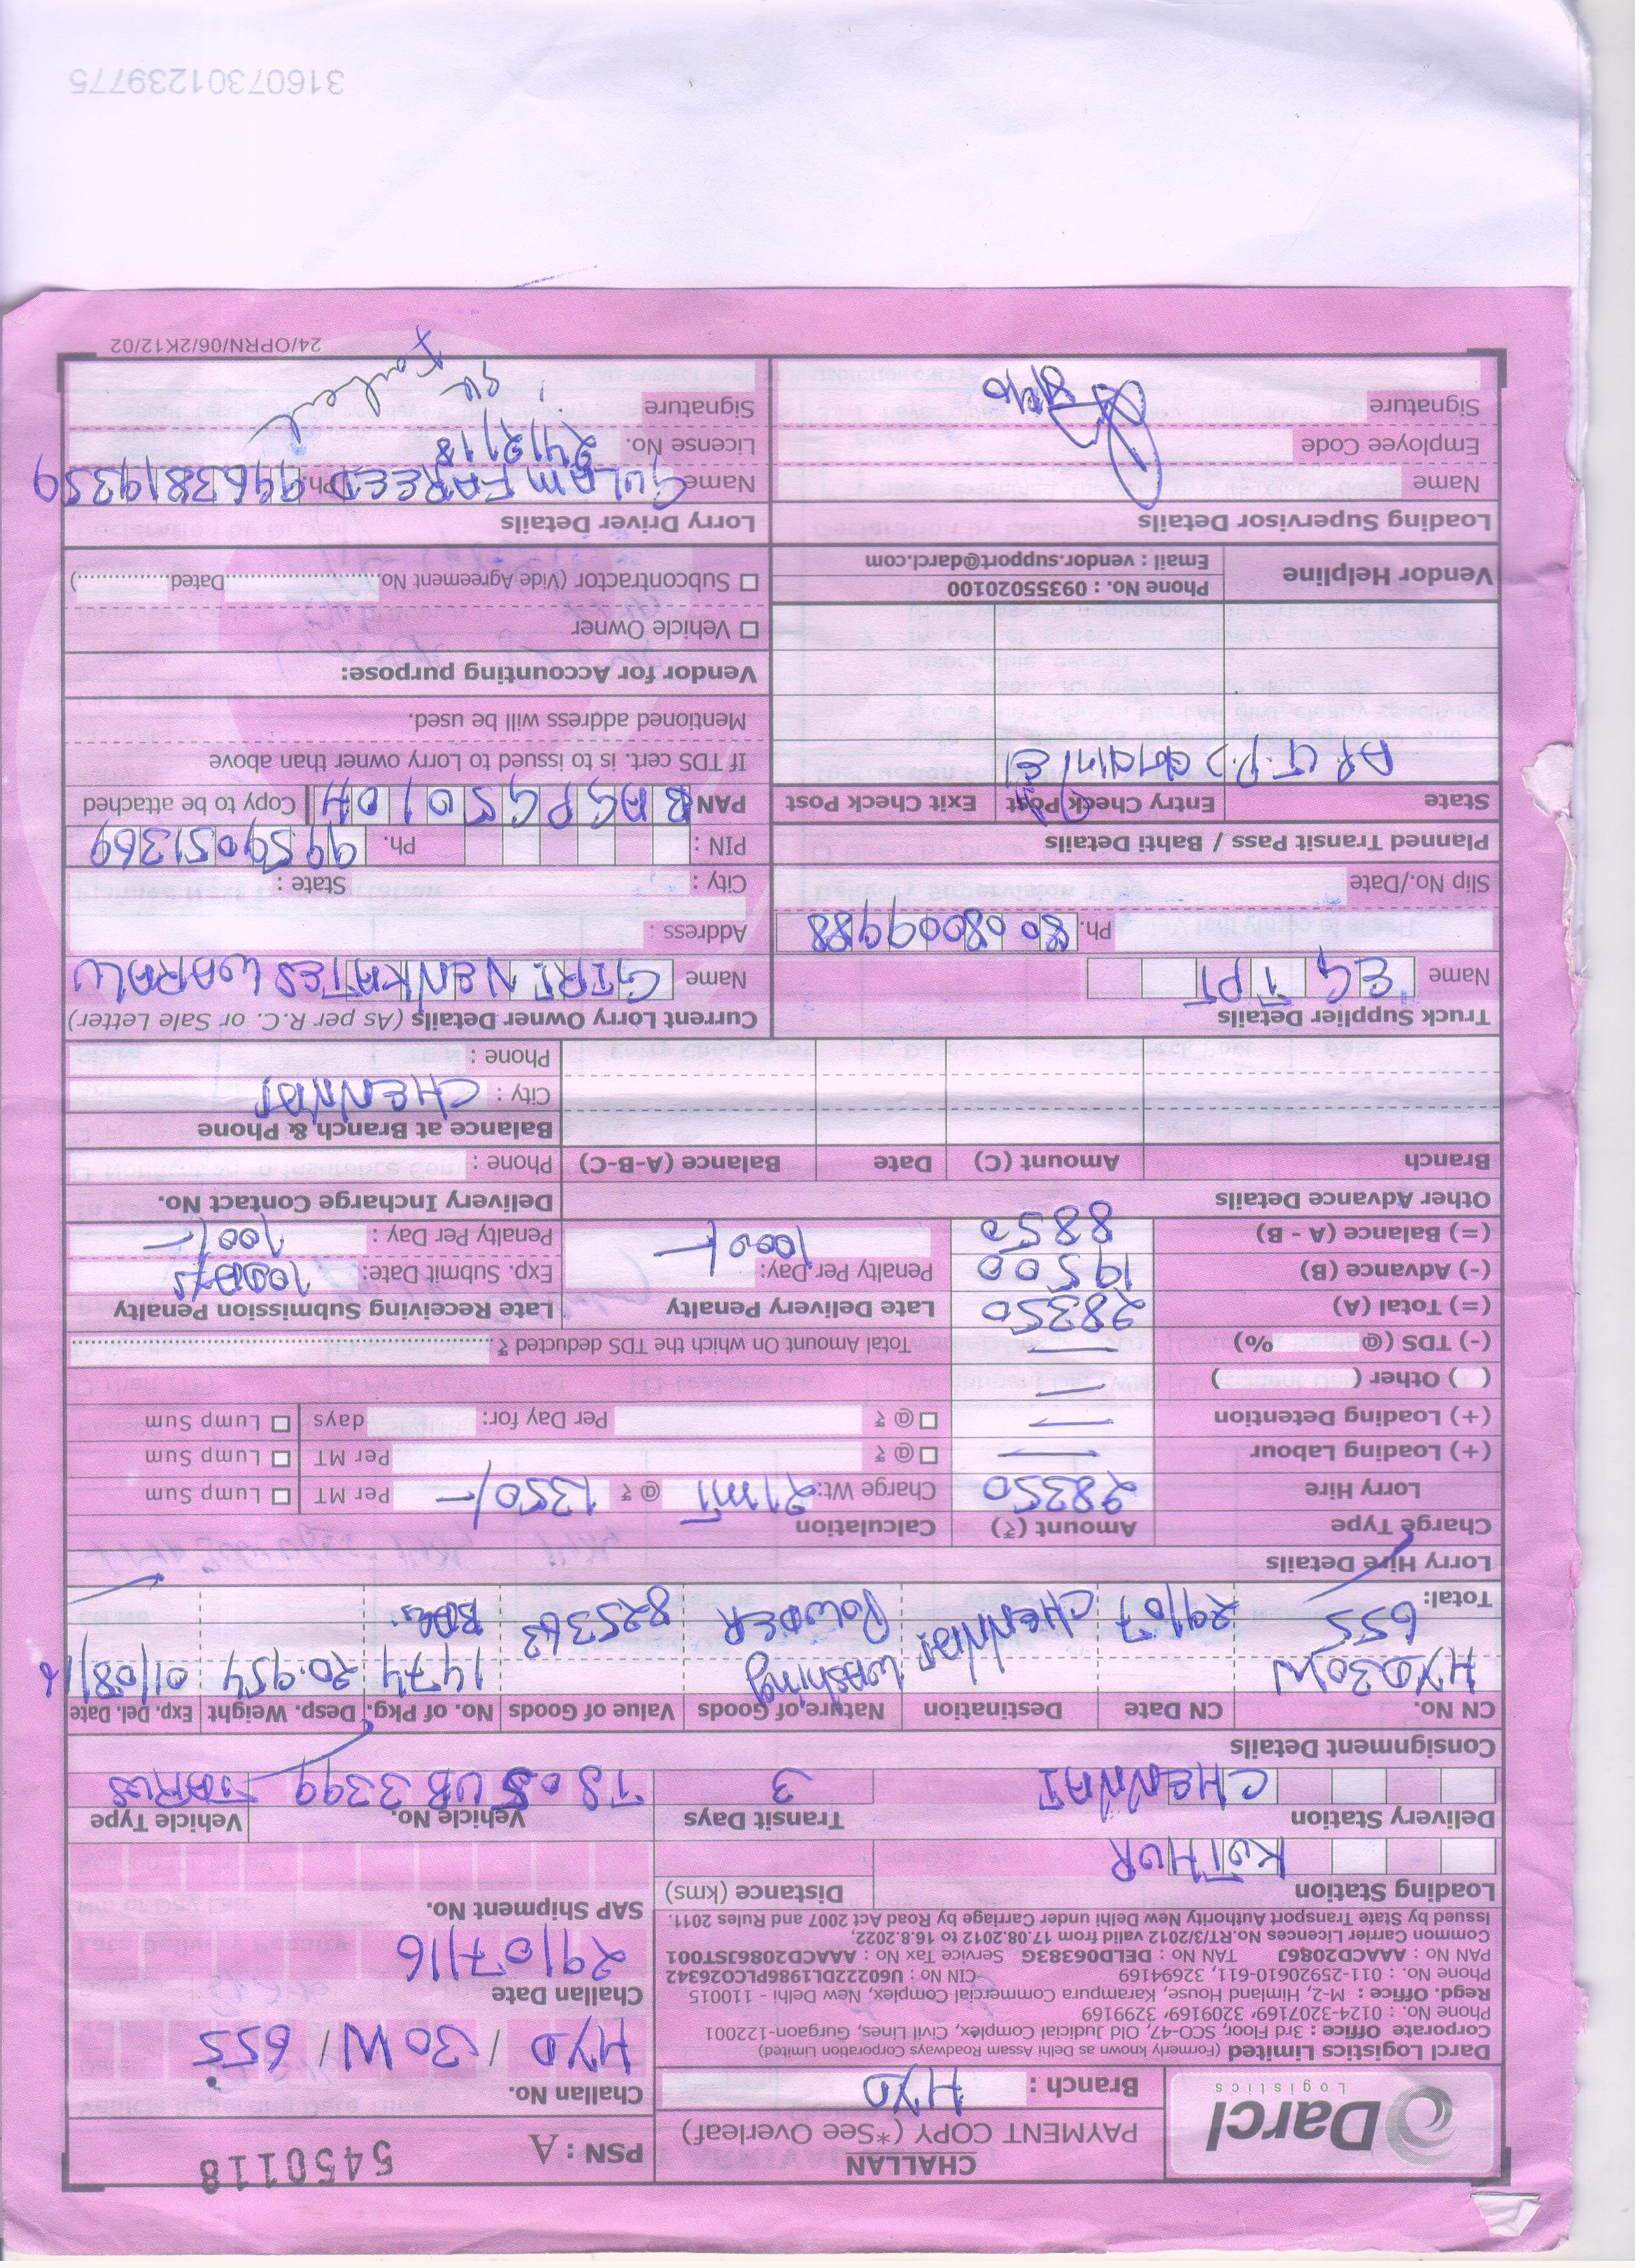 Darcl
Logistics
CHALLAN
PAYMENT COPY (*See Overleaf)
Branch : HYD
PSN : A 5450118
Challan No.
HYD / 30W / 655
Challan Date
29/07/16
SAP Shipment No.
Darcl Logistics Limited (Formerly known as Delhi Assam Roadways Corporation Limited)
Corporate Office : 3rd Floor, SCO-47, Old Judicial Complex, Civil Lines, Gurgaon-122001
Phone No. : 0124-3207169, 3209169, 3299169
Regd. Office : M-2, Himland House, Karampura Commercial Complex, New Delhi - 110015
Phone No. : 011-25920610-611, 32694169 CIN No : U60222DL1986PLCO26342
PAN No : AAACD2086J TAN No : DELD06383G Service Tax No : AAACD2086JST001
Common Carrier Licences No.RT/3/2012 valid from 17.08.2012 to 16.8.2022,
Issued by State Transport Authority New Delhi under Carriage by Road Act 2007 and Rules 2011.
Loading Station Distance (kms)
KOTHUR
Delivery Station Transit Days Vehicle No. Vehicle Type
CHENNAI 3 TS05UB3399 TARUS
Consignment Details
CN No. CN Date Destination Nature of Goods Value of Goods No. of Pkg. Desp. Weight Exp. Del. Date
HYD30W Washing 1474 20.954 01/08/16
655 29/07 CHENNAI POWDER 825363 BAGs
Total:
Lorry Hire Details
Charge Type Amount (₹) Calculation
Lorry Hire 28350 Charge Wt: 21MT @ ₹ 1350/- Per MT Lump Sum
(+) Loading Labour — @ ₹ Per MT Lump Sum
(+) Loading Detention — @ ₹ Per Day for: days Lump Sum
( ) Other ( ) —
(-) TDS (@ %) — Total Amount On which the TDS deducted ₹
(=) Total (A) 28350 Late Delivery Penalty Late Receiving Submission Penalty
(-) Advance (B) 19500 Penalty Per Day: 1000/- Exp. Submit Date: 10DAYS
(=) Balance (A - B) 8850 Penalty Per Day : 100/-
Other Advance Details Delivery Incharge Contact No.
Branch Amount (C) Date Balance (A-B-C) Phone :
Balance at Branch & Phone
City : CHENNAI
Phone :
Truck Supplier Details
Name EG TPT
Ph. 8008009988
Slip No./Date
Planned Transit Pass / Bahti Details
State Entry Check Post Exit Check Post
AP (T.P.) बनवानी है
Vendor Helpline Phone No. : 09355020100
Email : vendor.support@darcl.com
Current Lorry Owner Details (As per R.C. or Sale Letter)
Name GIRI NENKATESWARALU
Address :
City : State :
PIN : Ph. 9959051369
PAN BAGPG5010H Copy to be attached
If TDS cert. is to issued to Lorry owner than above
Mentioned address will be used.
Vendor for Accounting purpose:
Vehicle Owner
Subcontractor (Vide Agreement No. Dated )
Loading Supervisor Details
Name
Employee Code
Signature
Lorry Driver Details
Name GULAM FAREED Ph. 9963819359
License No. 24/12/18
Signature
24/OPRN/06/2K12/02
31607301239775